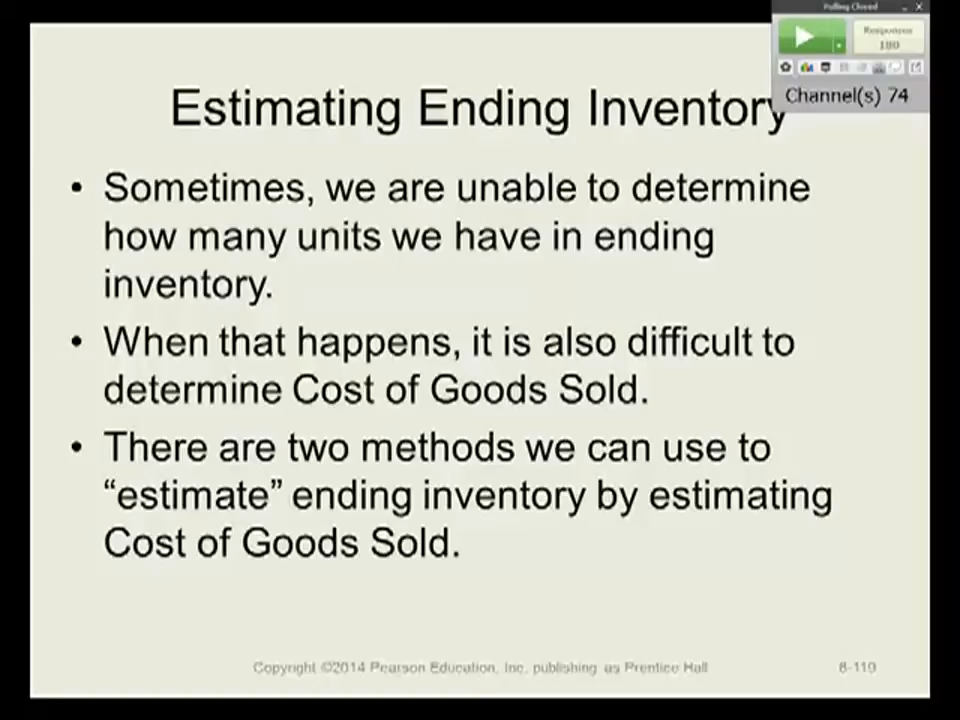 Polling Closed
Responses
180
Channel(s) 74
Estimating Ending Inventory
• Sometimes, we are unable to determine
how many units we have in ending
inventory.
• When that happens, it is also difficult to
determine Cost of Goods Sold.
• There are two methods we can use to
“estimate” ending inventory by estimating
Cost of Goods Sold.
Copyright ©2014 Pearson Education, Inc. publishing as Prentice Hall
6-110